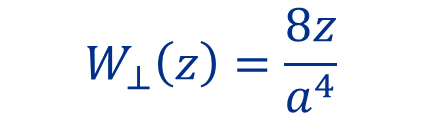 W⊥(z) = 8z/a⁴